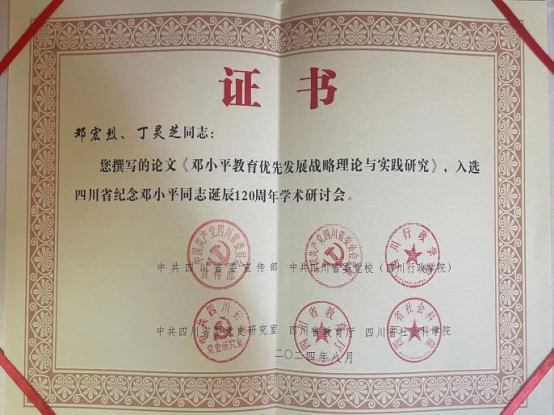 证书
邓宏烈、丁灵芝同志：
您撰写的论文《邓小平教育优先发展战略理论与实践研究》，入选
四川省纪念邓小平同志诞辰120周年学术研讨会。
中共四川省委宣传部 中共四川省委党校（四川行政学院）
中共四川省委党史研究室 四川省教育厅 四川省社会科学院
二〇二四年八月